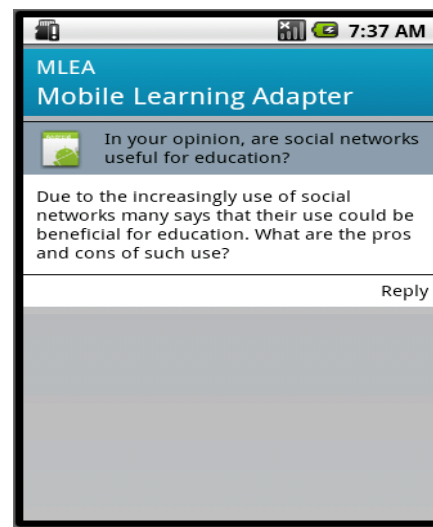 7:37 AM
MLEA
Mobile Learning Adapter
In your opinion, are social networks
useful for education?
Due to the increasingly use of social
networks many says that their use could be
beneficial for education. What are the pros
and cons of such use?
Reply